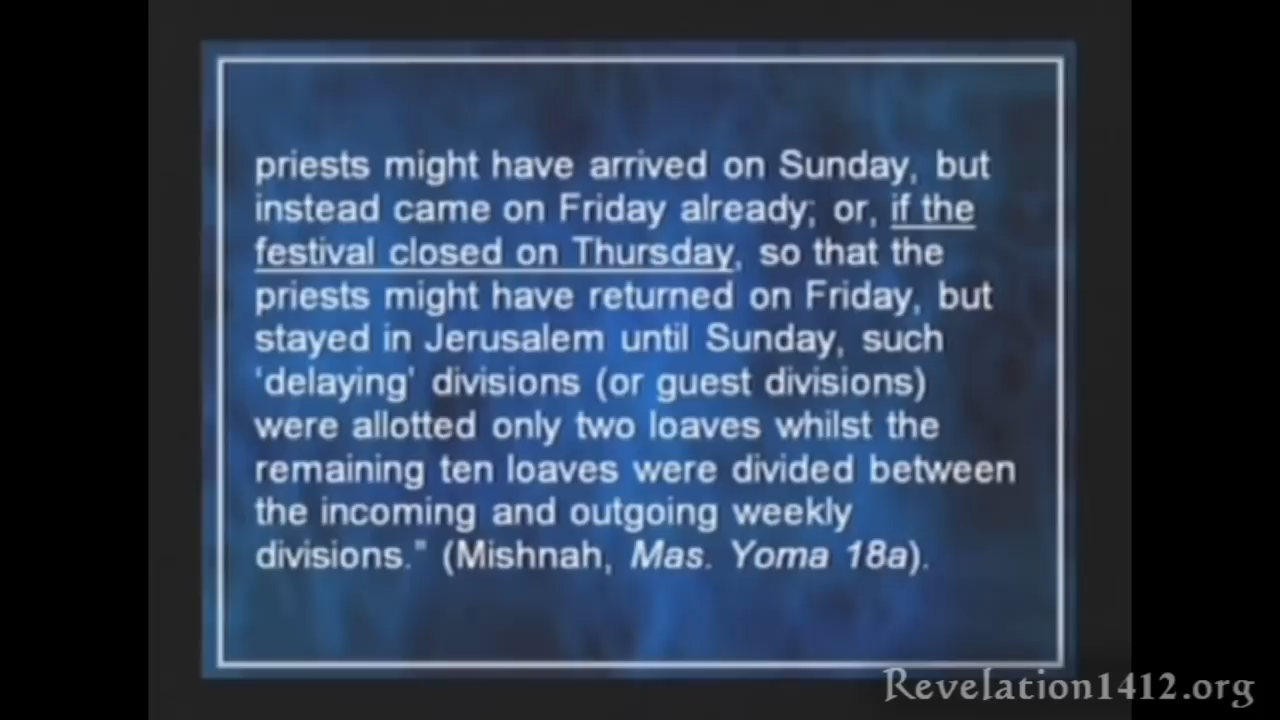 priests might have arrived on Sunday, but
instead came on Friday already; or, if the
festival closed on Thursday, so that the
priests might have returned on Friday, but
stayed in Jerusalem until Sunday, such
‘delaying’ divisions (or guest divisions)
were allotted only two loaves whilst the
remaining ten loaves were divided between
the incoming and outgoing weekly
divisions.” (Mishnah, Mas. Yoma 18a).
Revelation1412.org